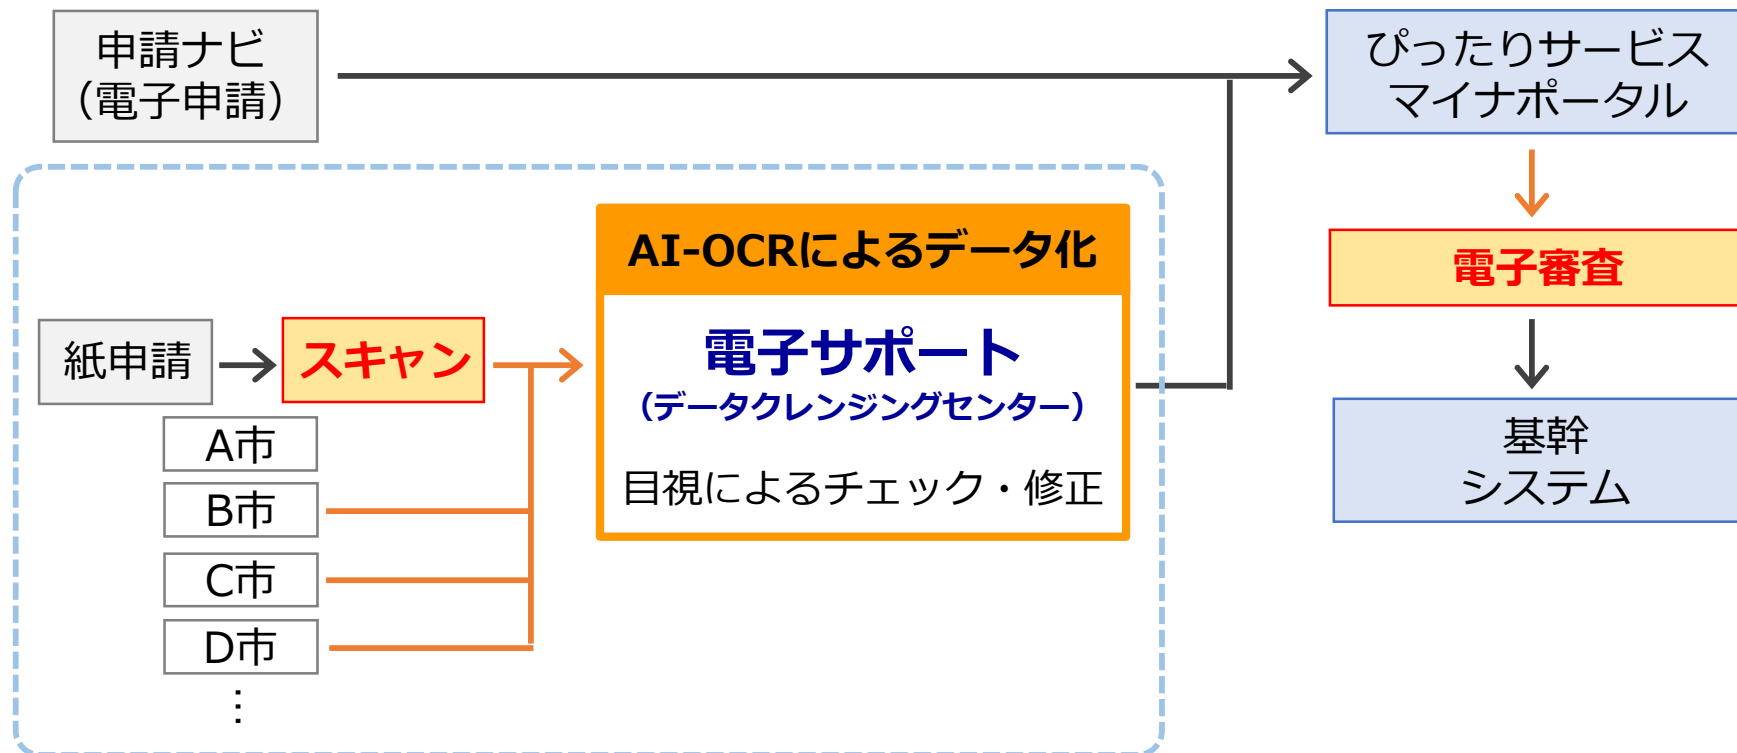 申請ナビ
（電子申請）
ぴったりサービス
マイナポータル
AI-OCRによるデータ化
電子審査
電子サポート
（データクレンジングセンター）
目視によるチェック・修正
紙申請
スキャン
A市
B市
C市
D市
⋮
基幹
システム